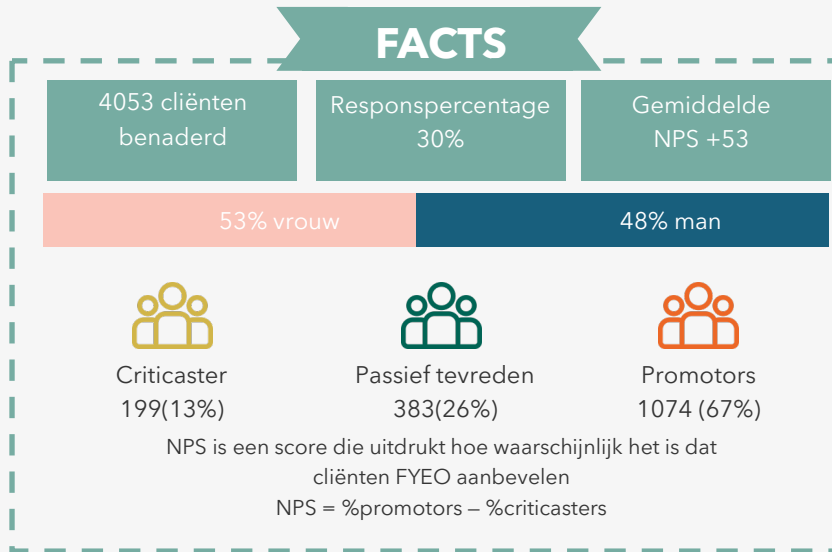 FACTS
4053 cliënten
benaderd
Responspercentage
30%
Gemiddelde
NPS +53
53% vrouw
48% man
Criticaster
199(13%)
Passief tevreden
383(26%)
Promotors
1074 (67%)
NPS is een score die uitdrukt hoe waarschijnlijk het is dat
cliënten FYEO aanbevelen
NPS = %promotors – %criticasters